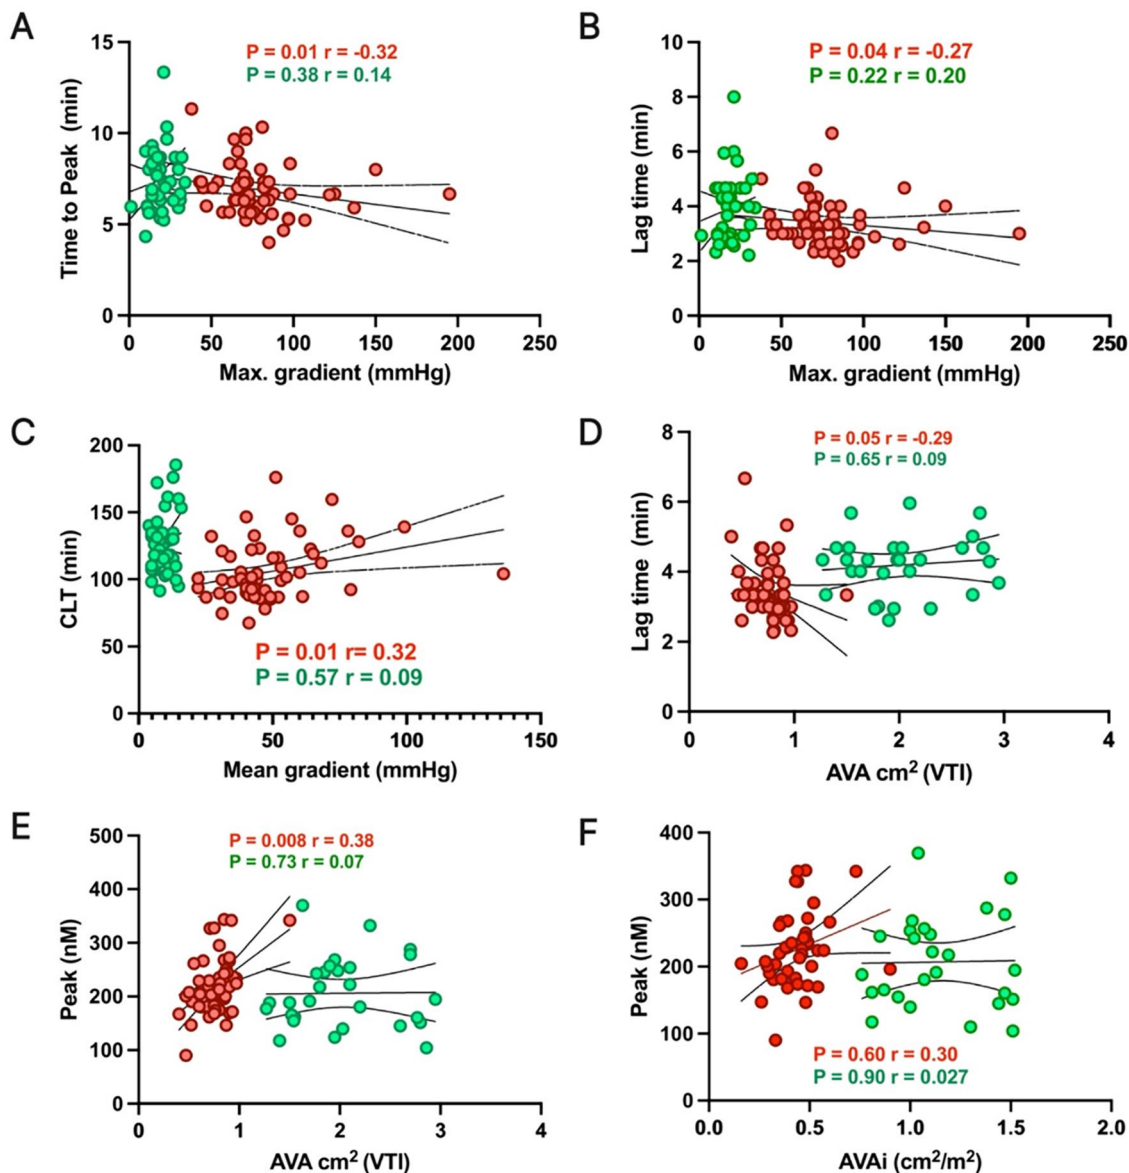 A
P = 0.01 r = -0.32
P = 0.38 r = 0.14
Time to Peak (min)
15
10
5
0
0 50 100 150 200 250
Max. gradient (mmHg)
B
P = 0.04 r = -0.27
P = 0.22 r = 0.20
Lag time (min)
10
8
6
4
2
0
0 50 100 150 200 250
Max. gradient (mmHg)
C
CLT (min)
200
150
100
50
0
P = 0.01 r= 0.32
P = 0.57 r = 0.09
0 50 100 150
Mean gradient (mmHg)
D
P = 0.05 r = -0.29
P = 0.65 r = 0.09
Lag time (min)
8
6
4
2
0
0 1 2 3 4
AVA cm² (VTI)
E
P = 0.008 r = 0.38
P = 0.73 r = 0.07
Peak (nM)
500
400
300
200
100
0
0 1 2 3 4
AVA cm² (VTI)
F
Peak (nM)
400
300
200
100
0
P = 0.60 r = 0.30
P = 0.90 r = 0.027
0.0 0.5 1.0 1.5 2.0
AVAi (cm²/m²)